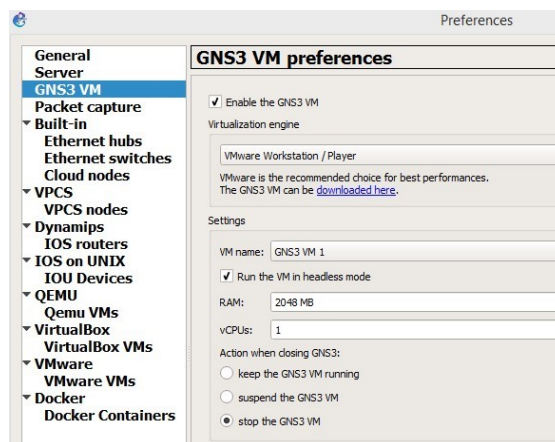 Preferences
General
Server
GNS3 VM
Packet capture
Built-in
Ethernet hubs
Ethernet switches
Cloud nodes
VPCS
VPCS nodes
Dynamips
IOS routers
IOS on UNIX
IOU Devices
QEMU
Qemu VMs
VirtualBox
VirtualBox VMs
VMware
VMware VMs
Docker
Docker Containers
GNS3 VM preferences
Enable the GNS3 VM
Virtualization engine
VMware Workstation / Player
VMware is the recommended choice for best performances.
The GNS3 VM can be downloaded here.
Settings
VM name: GNS3 VM 1
Run the VM in headless mode
RAM: 2048 MB
vCPUs: 1
Action when closing GNS3:
keep the GNS3 VM running
suspend the GNS3 VM
stop the GNS3 VM